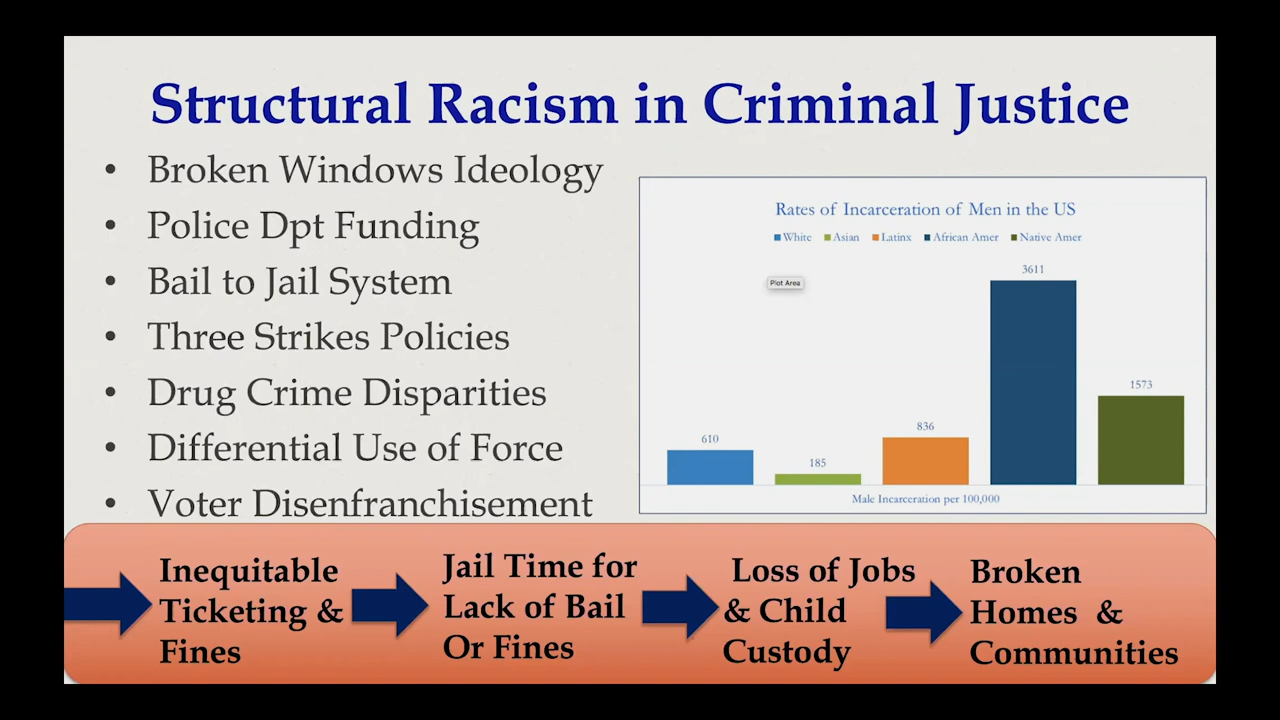 Structural Racism in Criminal Justice
• Broken Windows Ideology
• Police Dpt Funding
• Bail to Jail System
• Three Strikes Policies
• Drug Crime Disparities
• Differential Use of Force
• Voter Disenfranchisement
Rates of Incarceration of Men in the US
White Asian Latinx African Amer Native Amer
Plot Area
610
185
836
3611
1573
Male Incarceration per 100,000
Inequitable
Ticketing &
Fines
Jail Time for
Lack of Bail
Or Fines
Loss of Jobs
& Child
Custody
Broken
Homes &
Communities